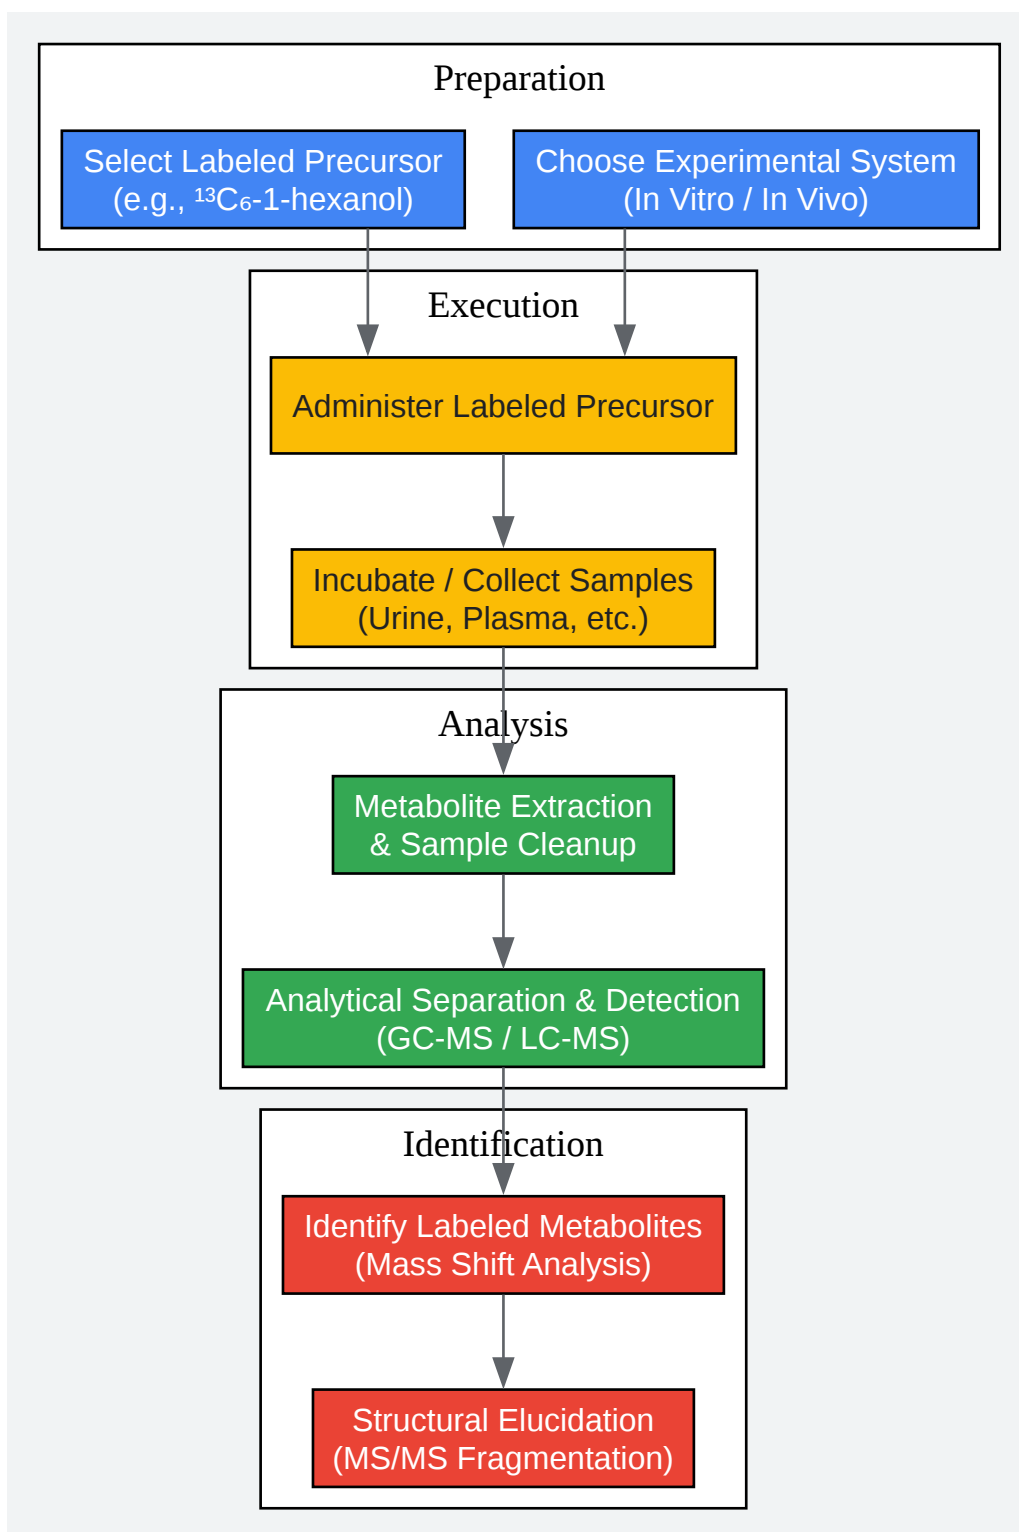 Preparation
Select Labeled Precursor
(e.g., ¹³C₆-1-hexanol)
Choose Experimental System
(In Vitro / In Vivo)
Execution
Administer Labeled Precursor
Incubate / Collect Samples
(Urine, Plasma, etc.)
Analysis
Metabolite Extraction
& Sample Cleanup
Analytical Separation & Detection
(GC-MS / LC-MS)
Identification
Identify Labeled Metabolites
(Mass Shift Analysis)
Structural Elucidation
(MS/MS Fragmentation)